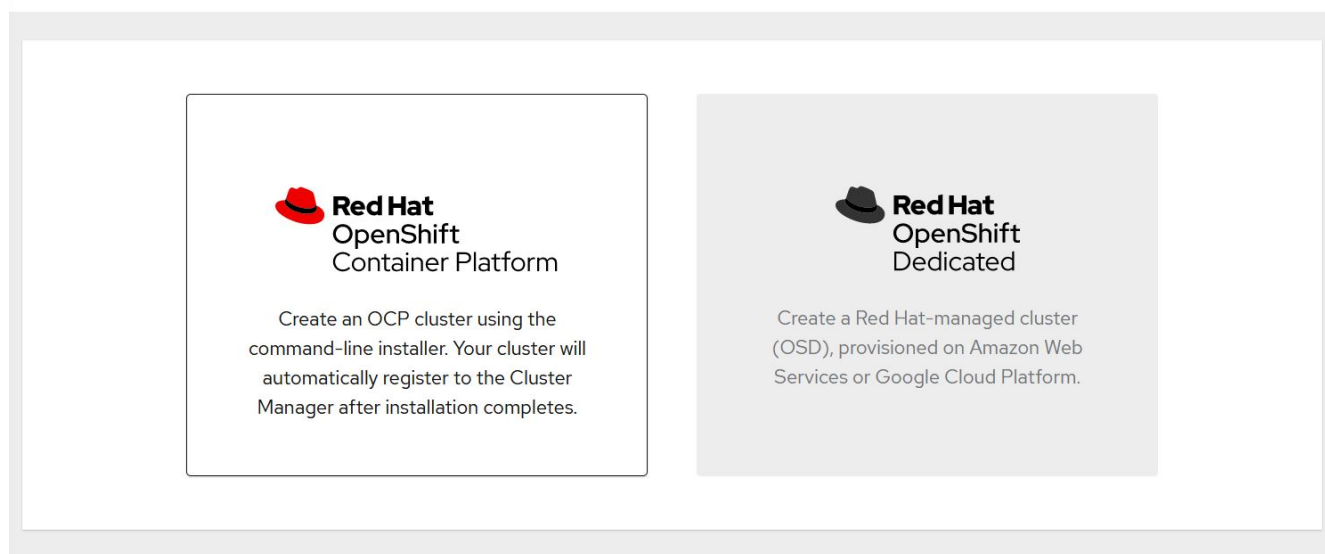 Red Hat
OpenShift
Container Platform
Create an OCP cluster using the
command-line installer. Your cluster will
automatically register to the Cluster
Manager after installation completes.
Red Hat
OpenShift
Dedicated
Create a Red Hat-managed cluster
(OSD), provisioned on Amazon Web
Services or Google Cloud Platform.